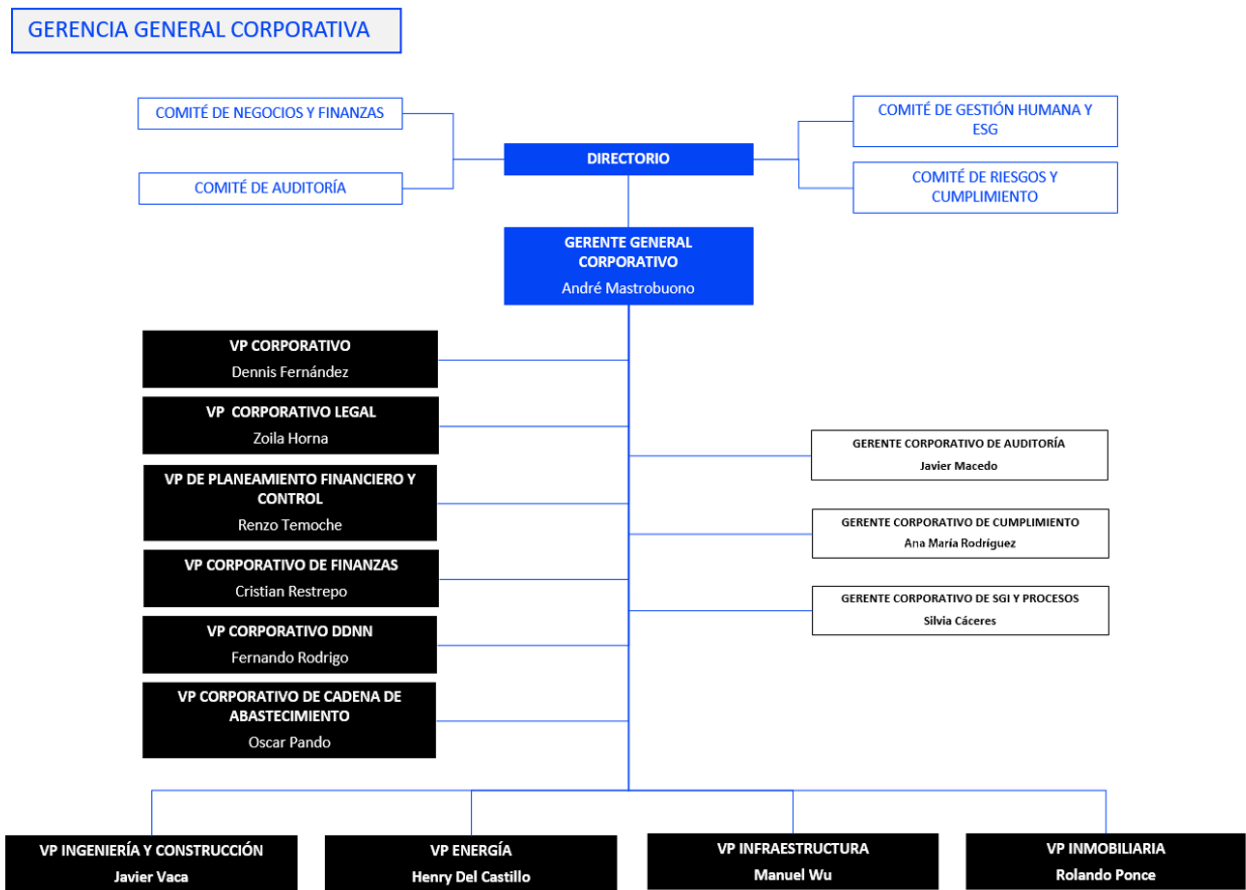 GERENCIA GENERAL CORPORATIVA
COMITÉ DE NEGOCIOS Y FINANZAS
COMITÉ DE GESTIÓN HUMANA Y
ESG
DIRECTORIO
COMITÉ DE AUDITORÍA
COMITÉ DE RIESGOS Y
CUMPLIMIENTO
GERENTE GENERAL
CORPORATIVO
André Mastrobuono
VP CORPORATIVO
Dennis Fernández
VP CORPORATIVO LEGAL
Zoila Horna
VP DE PLANEAMIENTO FINANCIERO Y
CONTROL
Renzo Temoche
VP CORPORATIVO DE FINANZAS
Cristian Restrepo
VP CORPORATIVO DDNN
Fernando Rodrigo
VP CORPORATIVO DE CADENA DE
ABASTECIMIENTO
Oscar Pando
GERENTE CORPORATIVO DE AUDITORÍA
Javier Macedo
GERENTE CORPORATIVO DE CUMPLIMIENTO
Ana María Rodríguez
GERENTE CORPORATIVO DE SGI Y PROCESOS
Silvia Cáceres
VP INGENIERÍA Y CONSTRUCCIÓN
Javier Vaca
VP ENERGÍA
Henry Del Castillo
VP INFRAESTRUCTURA
Manuel Wu
VP INMOBILIARIA
Rolando Ponce